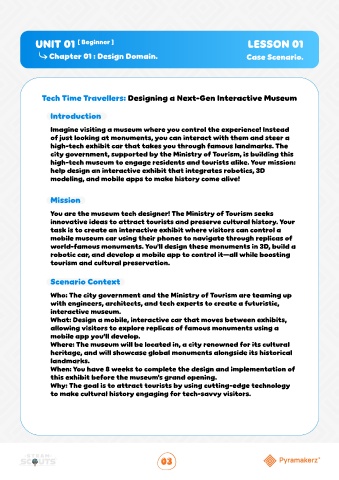 UNIT 01 [ Beginner ]
Chapter 01 : Design Domain.
LESSON 01
Case Scenario.
Tech Time Travellers: Designing a Next-Gen Interactive Museum
Introduction
Imagine visiting a museum where you control the experience! Instead
of just looking at monuments, you can interact with them and steer a
high-tech exhibit car that takes you through famous landmarks. The
city government, supported by the Ministry of Tourism, is building this
high-tech museum to engage residents and tourists alike. Your mission:
help design an interactive exhibit that integrates robotics, 3D
modeling, and mobile apps to make history come alive!
Mission
You are the museum tech designer! The Ministry of Tourism seeks
innovative ideas to attract tourists and preserve cultural history. Your
task is to create an interactive exhibit where visitors can control a
mobile museum car using their phones to navigate through replicas of
world-famous monuments. You'll design these monuments in 3D, build a
robotic car, and develop a mobile app to control it—all while boosting
tourism and cultural preservation.
Scenario Context
Who: The city government and the Ministry of Tourism are teaming up
with engineers, architects, and tech experts to create a futuristic,
interactive museum.
What: Design a mobile, interactive car that moves between exhibits,
allowing visitors to explore replicas of famous monuments using a
mobile app you'll develop.
Where: The museum will be located in, a city renowned for its cultural
heritage, and will showcase global monuments alongside its historical
landmarks.
When: You have 8 weeks to complete the design and implementation of
this exhibit before the museum's grand opening.
Why: The goal is to attract tourists by using cutting-edge technology
to make cultural history engaging for tech-savvy visitors.
SCOUTS
03
Pyramakerz